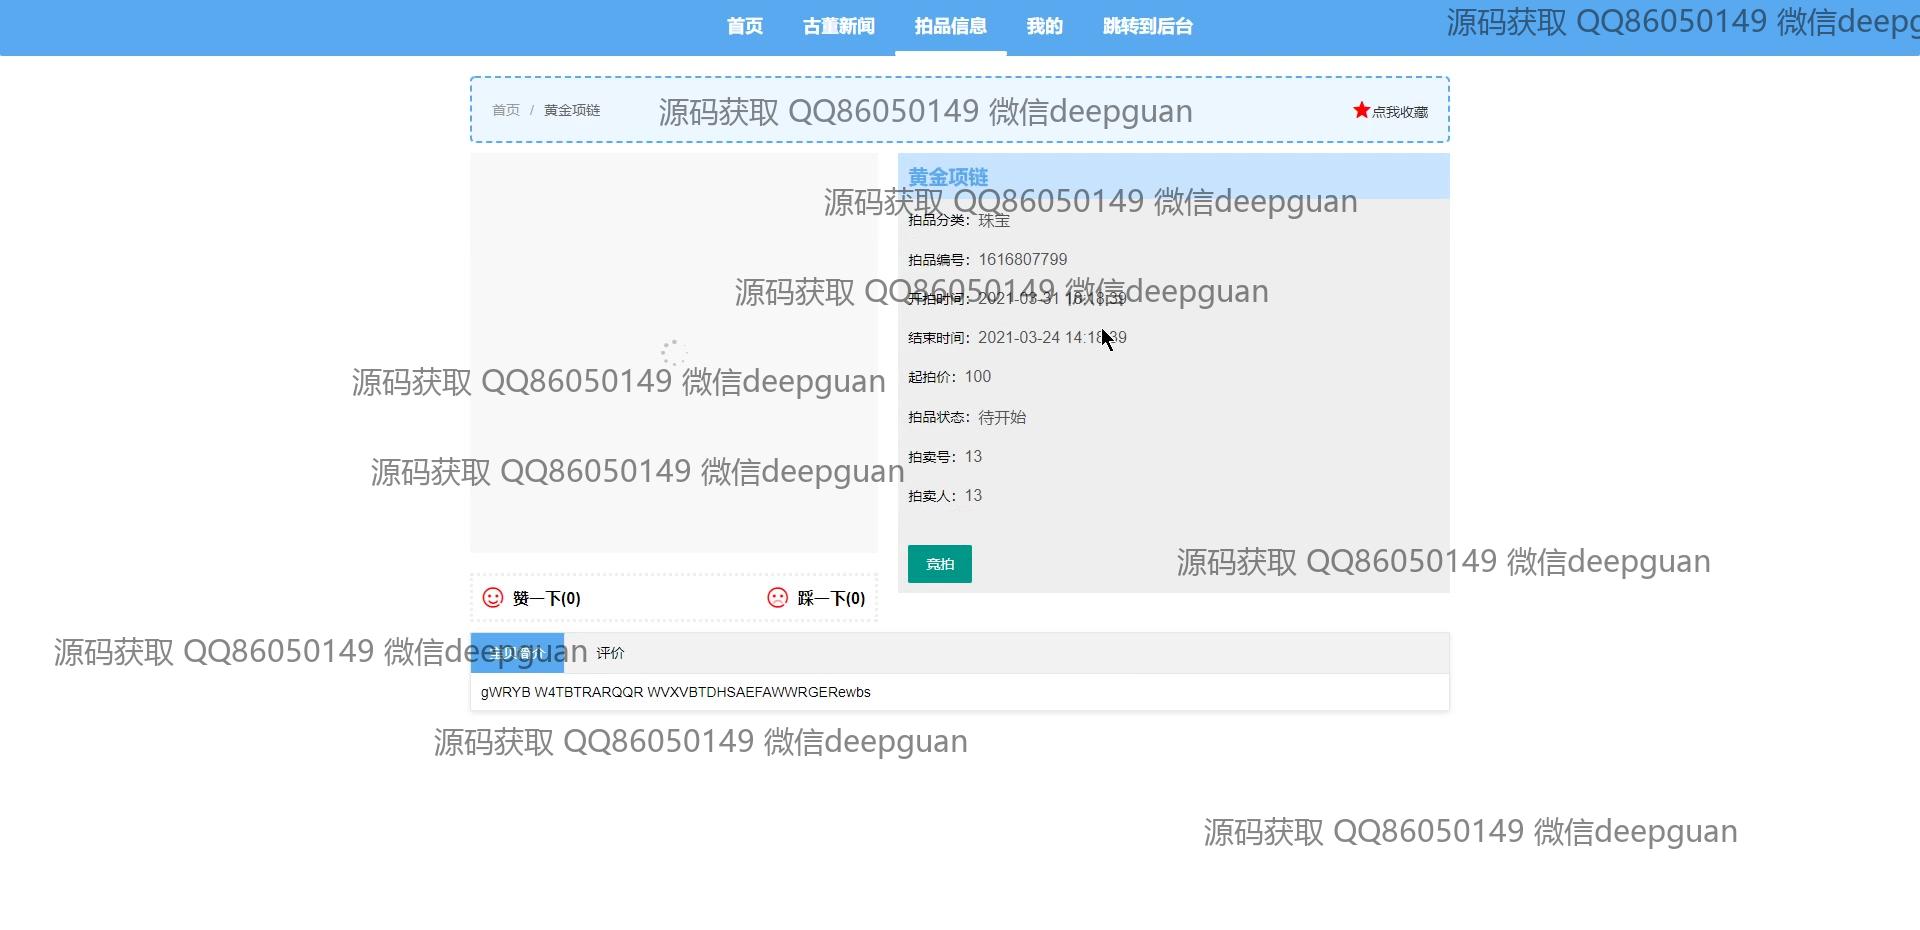 首页 古董新闻 拍品信息 我的 跳转到后台
源码获取 QQ86050149 微信deepg
首页 / 黄金项链
源码获取 QQ86050149 微信deepguan
点我收藏
黄金项链
源码获取 QQ86050149 微信deepguan
拍品分类：珠宝
拍品编号：1616807799
源码获取 QQ86050149 微信deepguan
开拍时间：2021-03-31 18:18:39
结束时间：2021-03-24 14:18:39
起拍价：100
源码获取 QQ86050149 微信deepguan
拍品状态：待开始
拍卖号：13
源码获取 QQ86050149 微信deepguan
拍卖人：13
竞拍
源码获取 QQ86050149 微信deepguan
赞一下(0) 踩一下(0)
源码获取 QQ86050149 微信deepguan
宝贝简介 评价
gWRYB W4TBTRARQQR WVXVBTDHSAEFAWWRGERewbs
源码获取 QQ86050149 微信deepguan
源码获取 QQ86050149 微信deepguan